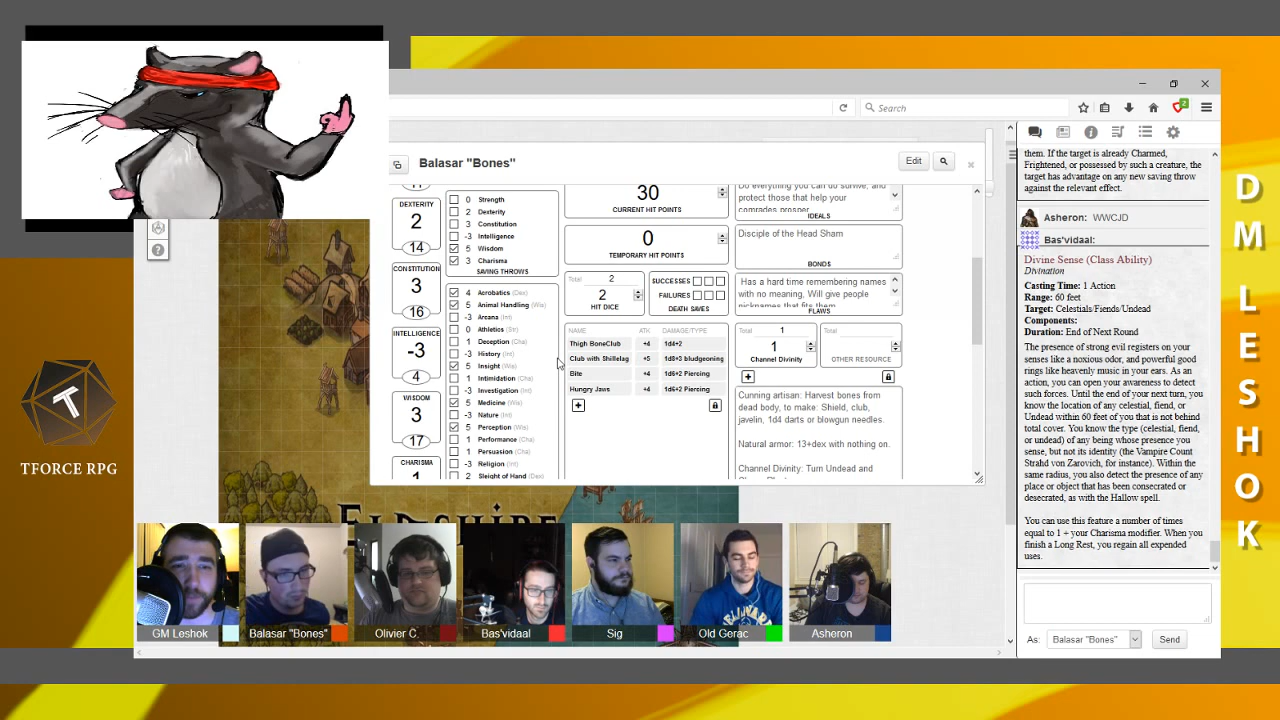 Search
2
Balasar "Bones"
Edit
DEXTERITY
2
14
CONSTITUTION
3
16
INTELLIGENCE
-3
4
WISDOM
3
17
CHARISMA
0 Strength
2 Dexterity
3 Constitution
-3 Intelligence
5 Wisdom
3 Charisma
SAVING THROWS
4 Acrobatics (Dex)
5 Animal Handling (Wis)
-3 Arcana (Int)
0 Athletics (Str)
1 Deception (Cha)
-3 History (Int)
5 Insight (Wis)
1 Intimidation (Cha)
-3 Investigation (Int)
5 Medicine (Wis)
-3 Nature (Int)
5 Perception (Wis)
1 Performance (Cha)
1 Persuasion (Cha)
-3 Religion (Int)
2 Sleight of Hand (Dex)
30
CURRENT HIT POINTS
0
TEMPORARY HIT POINTS
Total 2
2
HIT DICE
SUCCESSES
FAILURES
DEATH SAVES
NAME ATK DAMAGE/TYPE
Thigh BoneClub +4 1d4+2
Club with Shillelag +5 1d8+3 bludgeoning
Bite +4 1d6+2 Piercing
Hungry Jaws +4 1d6+2 Piercing
Do everything you can do survive, and
protect those that help your
comrades prosper
IDEALS
Disciple of the Head Sham
BONDS
Has a hard time remembering names
with no meaning, Will give people
nicknames that fits them
FLAWS
Total 1
1
Channel Divinity
Total
OTHER RESOURCE
Cunning artisan: Harvest bones from
dead body, to make: Shield, club,
javelin, 1d4 darts or blowgun needles.
Natural armor: 13+dex with nothing on.
Channel Divinity: Turn Undead and
them. If the target is already Charmed,
Frightened, or possessed by such a creature, the
target has advantage on any new saving throw
against the relevant effect.
Asheron: WWCJD
Bas'vidaal:
Divine Sense (Class Ability)
Divination
Casting Time: 1 Action
Range: 60 feet
Target: Celestials/Fiends/Undead
Components:
Duration: End of Next Round
The presence of strong evil registers on your
senses like a noxious odor, and powerful good
rings like heavenly music in your ears. As an
action, you can open your awareness to detect
such forces. Until the end of your next turn, you
know the location of any celestial, fiend, or
Undead within 60 feet of you that is not behind
total cover. You know the type (celestial, fiend,
or undead) of any being whose presence you
sense, but not its identity (the Vampire Count
Strahd von Zarovich, for instance). Within the
same radius, you also detect the presence of any
place or object that has been consecrated or
desecrated, as with the Hallow spell.
You can use this feature a number of times
equal to 1 + your Charisma modifier. When you
finish a Long Rest, you regain all expended
uses.
As: Balasar "Bones" Send
DM LESHOK
T
TFORCE RPG
GM Leshok
Balasar "Bones"
Olivier C.
Bas'vidaal
Sig
Old Gerac
Asheron